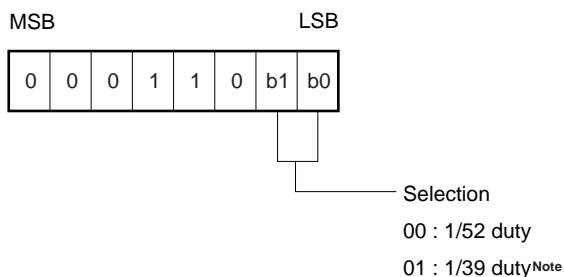 MSB LSB
0 0 0 1 1 0 b1 b0
Selection
00 : 1/52 duty
01 : 1/39 dutyNote